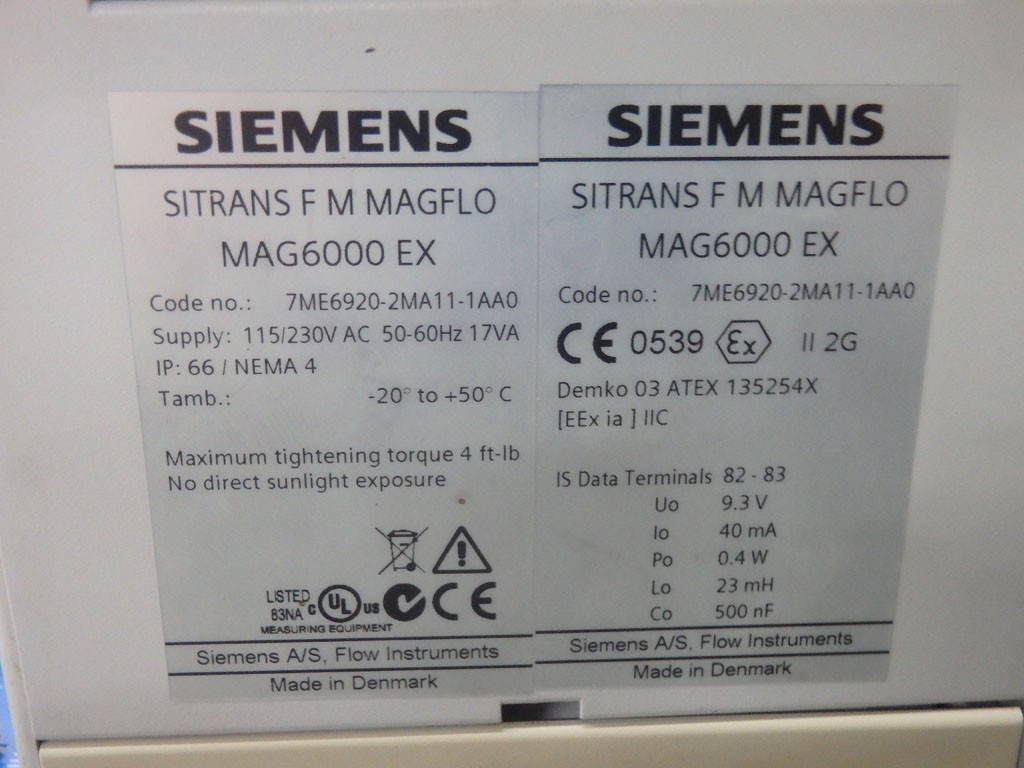 SIEMENS
SITRANS F M MAGFLO
MAG6000 EX
Code no.: 7ME6920-2MA11-1AA0
Supply: 115/230V AC 50-60Hz 17VA
IP: 66 / NEMA 4
Tamb.: -20° to +50° C
Maximum tightening torque 4 ft-lb
No direct sunlight exposure
LISTED
83NA C UL US CE
MEASURING EQUIPMENT
Siemens A/S, Flow Instruments
Made in Denmark
SIEMENS
SITRANS F M MAGFLO
MAG6000 EX
Code no.: 7ME6920-2MA11-1AA0
CE 0539 Ex II 2G
Demko 03 ATEX 135254X
[EEx ia ] IIC
IS Data Terminals 82 - 83
Uo 9.3 V
Io 40 mA
Po 0.4 W
Lo 23 mH
Co 500 nF
Siemens A/S, Flow Instruments
Made in Denmark